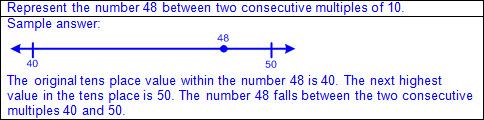 Represent the number 48 between two consecutive multiples of 10.
Sample answer:
48
40 50
The original tens place value within the number 48 is 40. The next highest
value in the tens place is 50. The number 48 falls between the two consecutive
multiples 40 and 50.